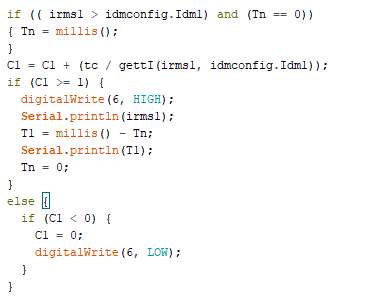 if (( irms1 > idmconfig.Idm1) and (Tn == 0))
{ Tn = millis();
}
C1 = C1 + (tc / gettI(irms1, idmconfig.Idm1));
if (C1 >= 1) {
digitalWrite(6, HIGH);
Serial.println(irms1);
T1 = millis() - Tn;
Serial.println(T1);
Tn = 0;
}
else {
if (C1 < 0) {
C1 = 0;
digitalWrite(6, LOW);
}
}